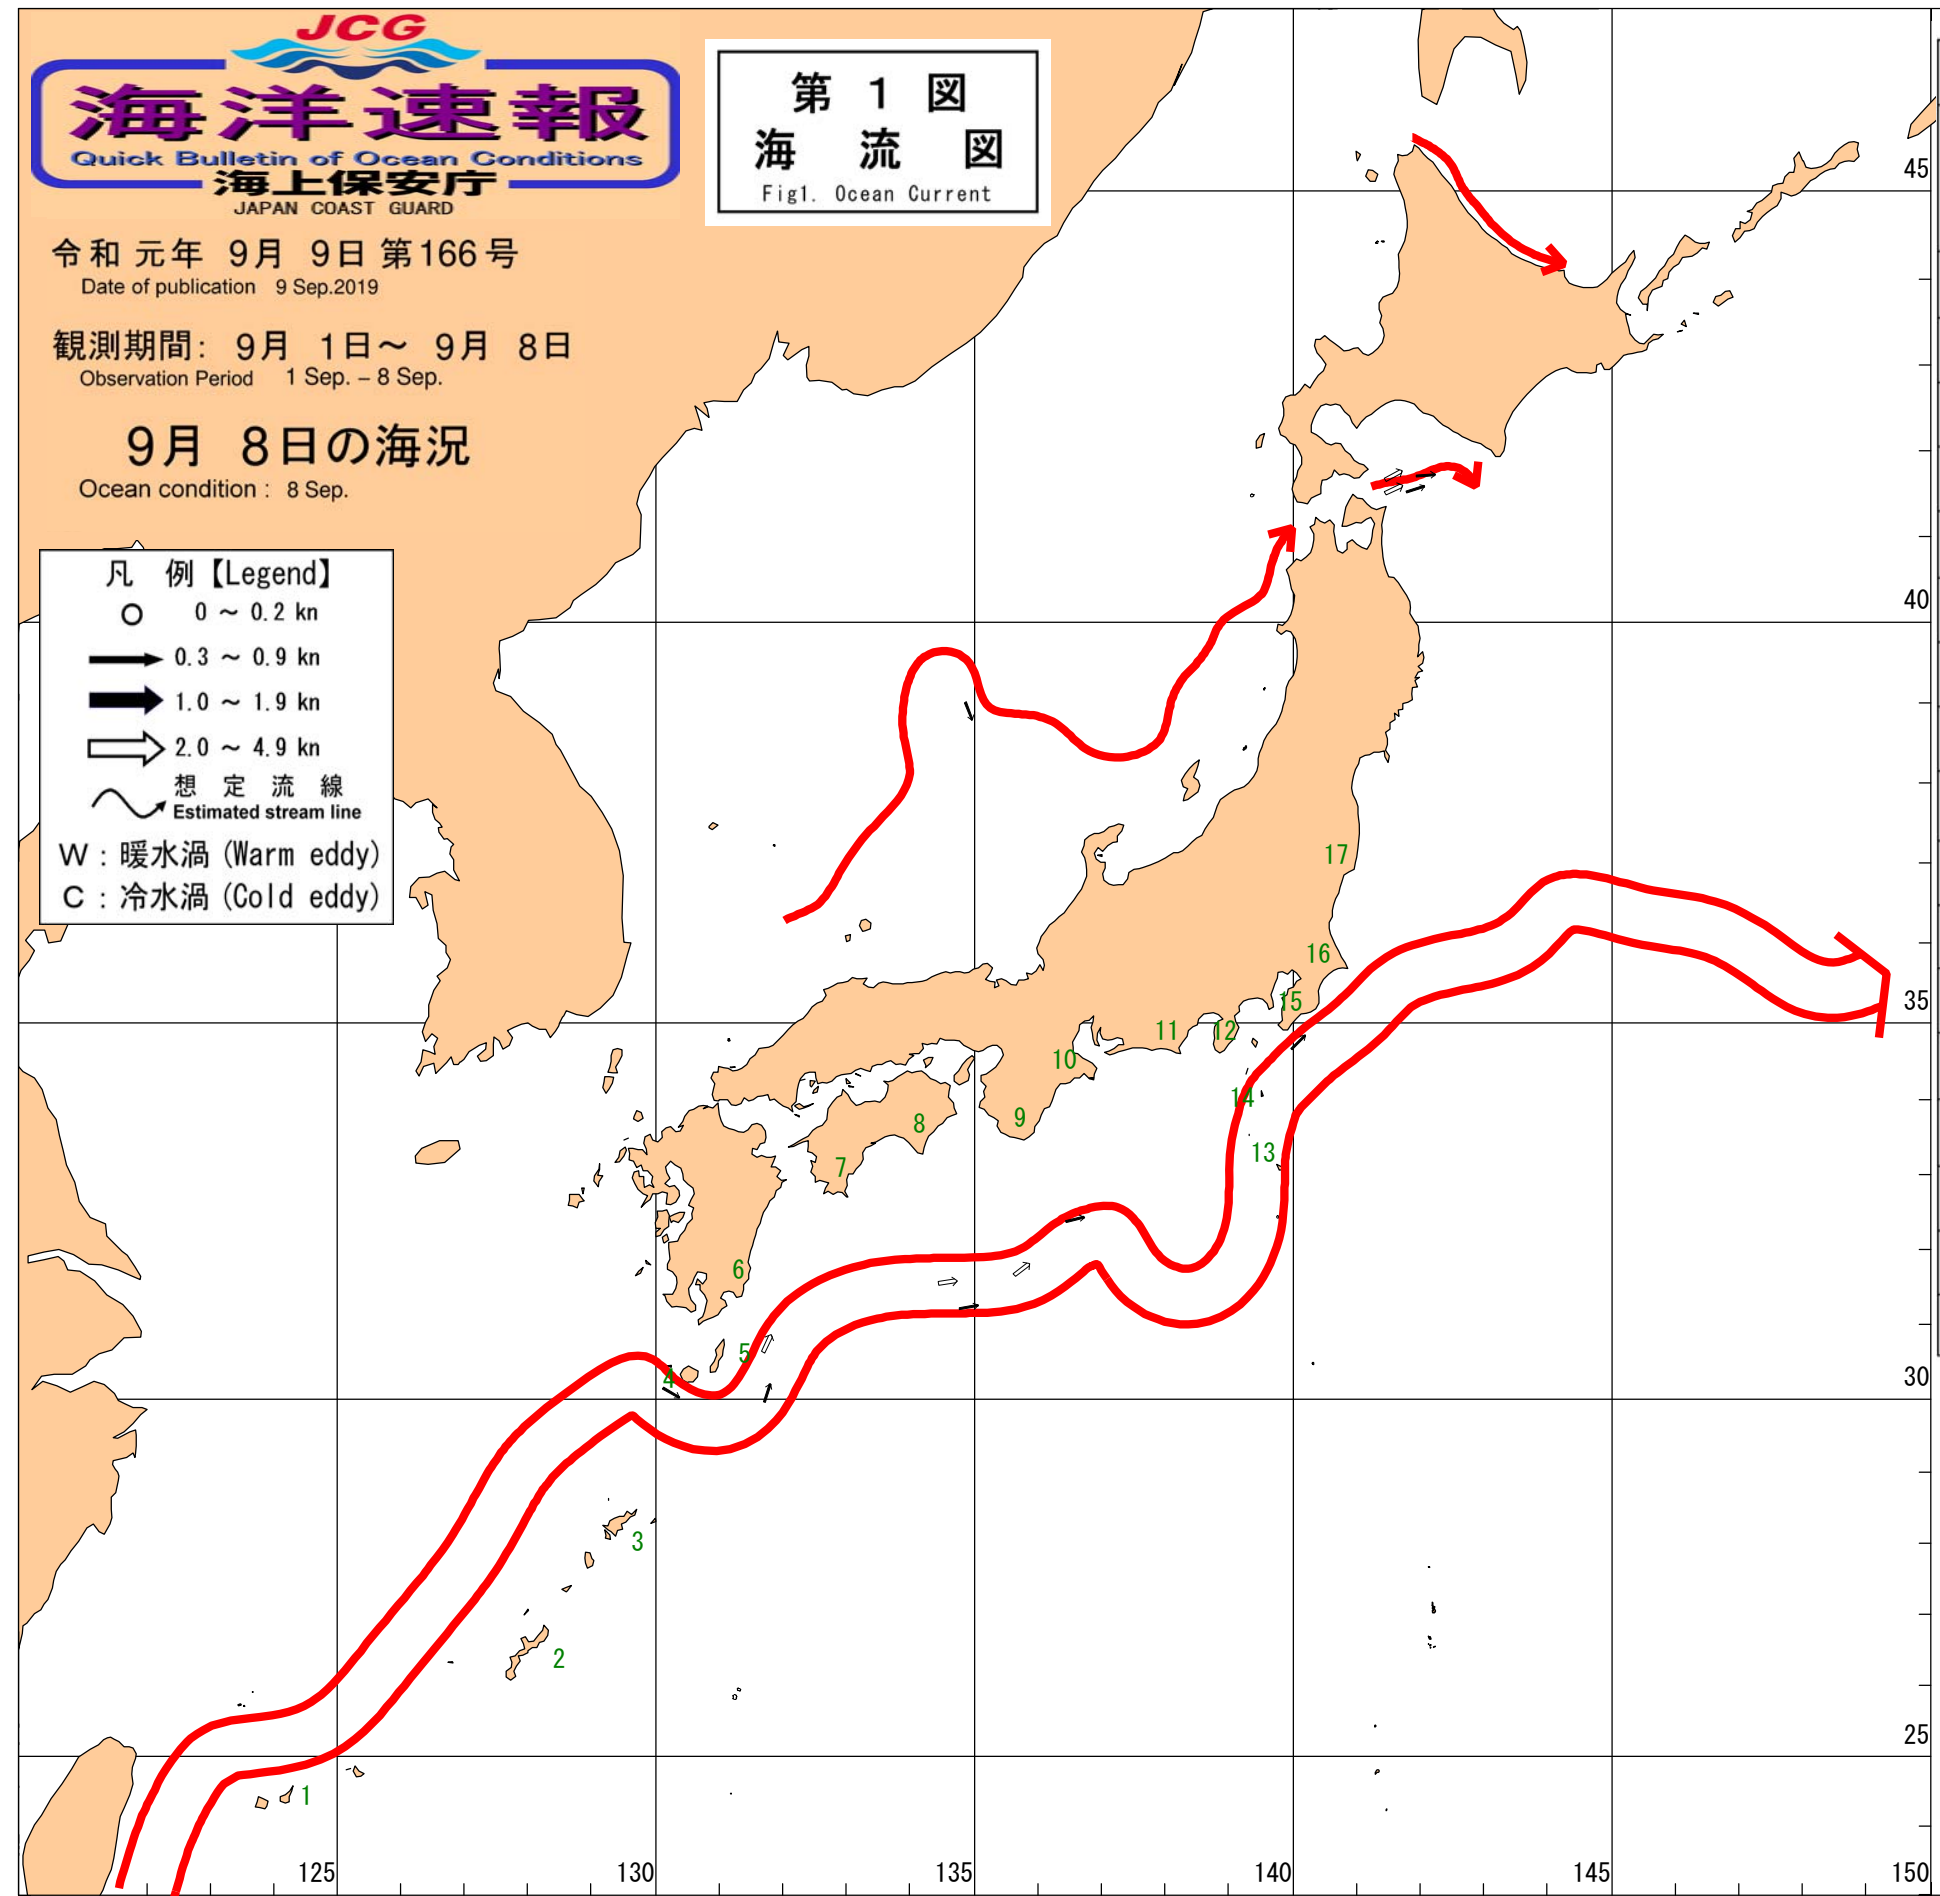 JCG
海洋速報
Quick Bulletin of Ocean Conditions
海上保安庁
JAPAN COAST GUARD
第 1 図
海 流 図
Fig1. Ocean Current
令和 元年 9月 9日 第166号
Date of publication 9 Sep.2019
観測期間: 9月 1日～ 9月 8日
Observation Period 1 Sep. – 8 Sep.
9月 8日の海況
Ocean condition : 8 Sep.
凡 例【Legend】
0 ～ 0.2 kn
0.3 ～ 0.9 kn
1.0 ～ 1.9 kn
2.0 ～ 4.9 kn
想 定 流 線
Estimated stream line
W : 暖水渦 (Warm eddy)
C : 冷水渦 (Cold eddy)
45
40
17
16
35
15
12
11
10
14
9
8
13
7
6
5
4
30
3
2
25
1
125
130
135
140
145
150